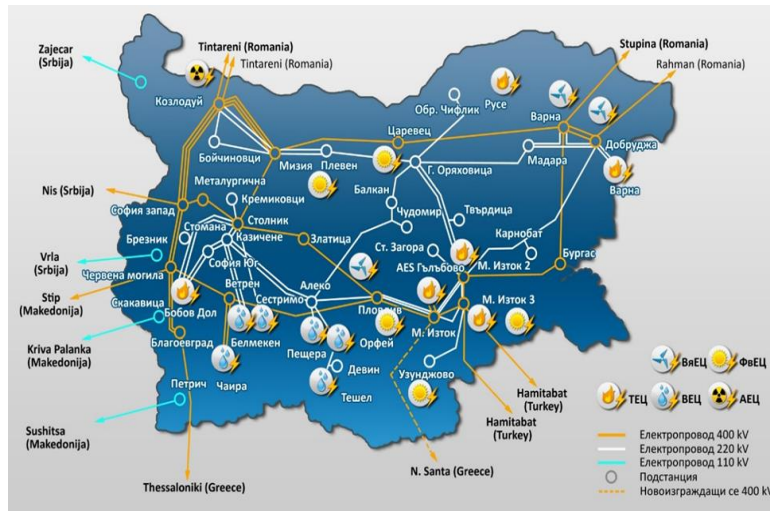 Zajecar
(Srbija)
Tintareni (Romania)
Tintareni (Romania)
Stupina (Romania)
Rahman (Romania)
Козлодуй
Обр. Чифлик
Русе
Варна
Царевец
Добруджа
Бойчиновци
Мизия
Плевен
Г. Оряховица
Мадара
Варна
Металургична
Кремиковци
Балкан
Nis (Srbija)
София запад
Столник
Чудомир
Твърдица
Стомана
Казичене
Златица
Карнобат
Брезник
Ст. Загора
Vrla
(Srbija)
София Юг
AES Гълъбово
М. Изток 2
Бургас
Червена могила
Ветрен
Алеко
Stip
(Makedonija)
Скакавица
Сестримо
Бобов Дол
Пловдив
М. Изток 3
Благоевград
Белмекен
Орфей
М. Изток
Kriva Palanka
(Makedonija)
Пещера
Чаира
Девин
Узунджово
Петрич
Тешел
Hamitabat
(Turkey)
Hamitabat
(Turkey)
Sushitsa
(Makedonija)
N. Santa (Greece)
Thessaloniki (Greece)
ВяЕЦ
ФвЕЦ
ТЕЦ
ВЕЦ
АЕЦ
Електропровод 400 kV
Електропровод 220 kV
Електропровод 110 kV
Подстанция
Новоизграждащи се 400 kV